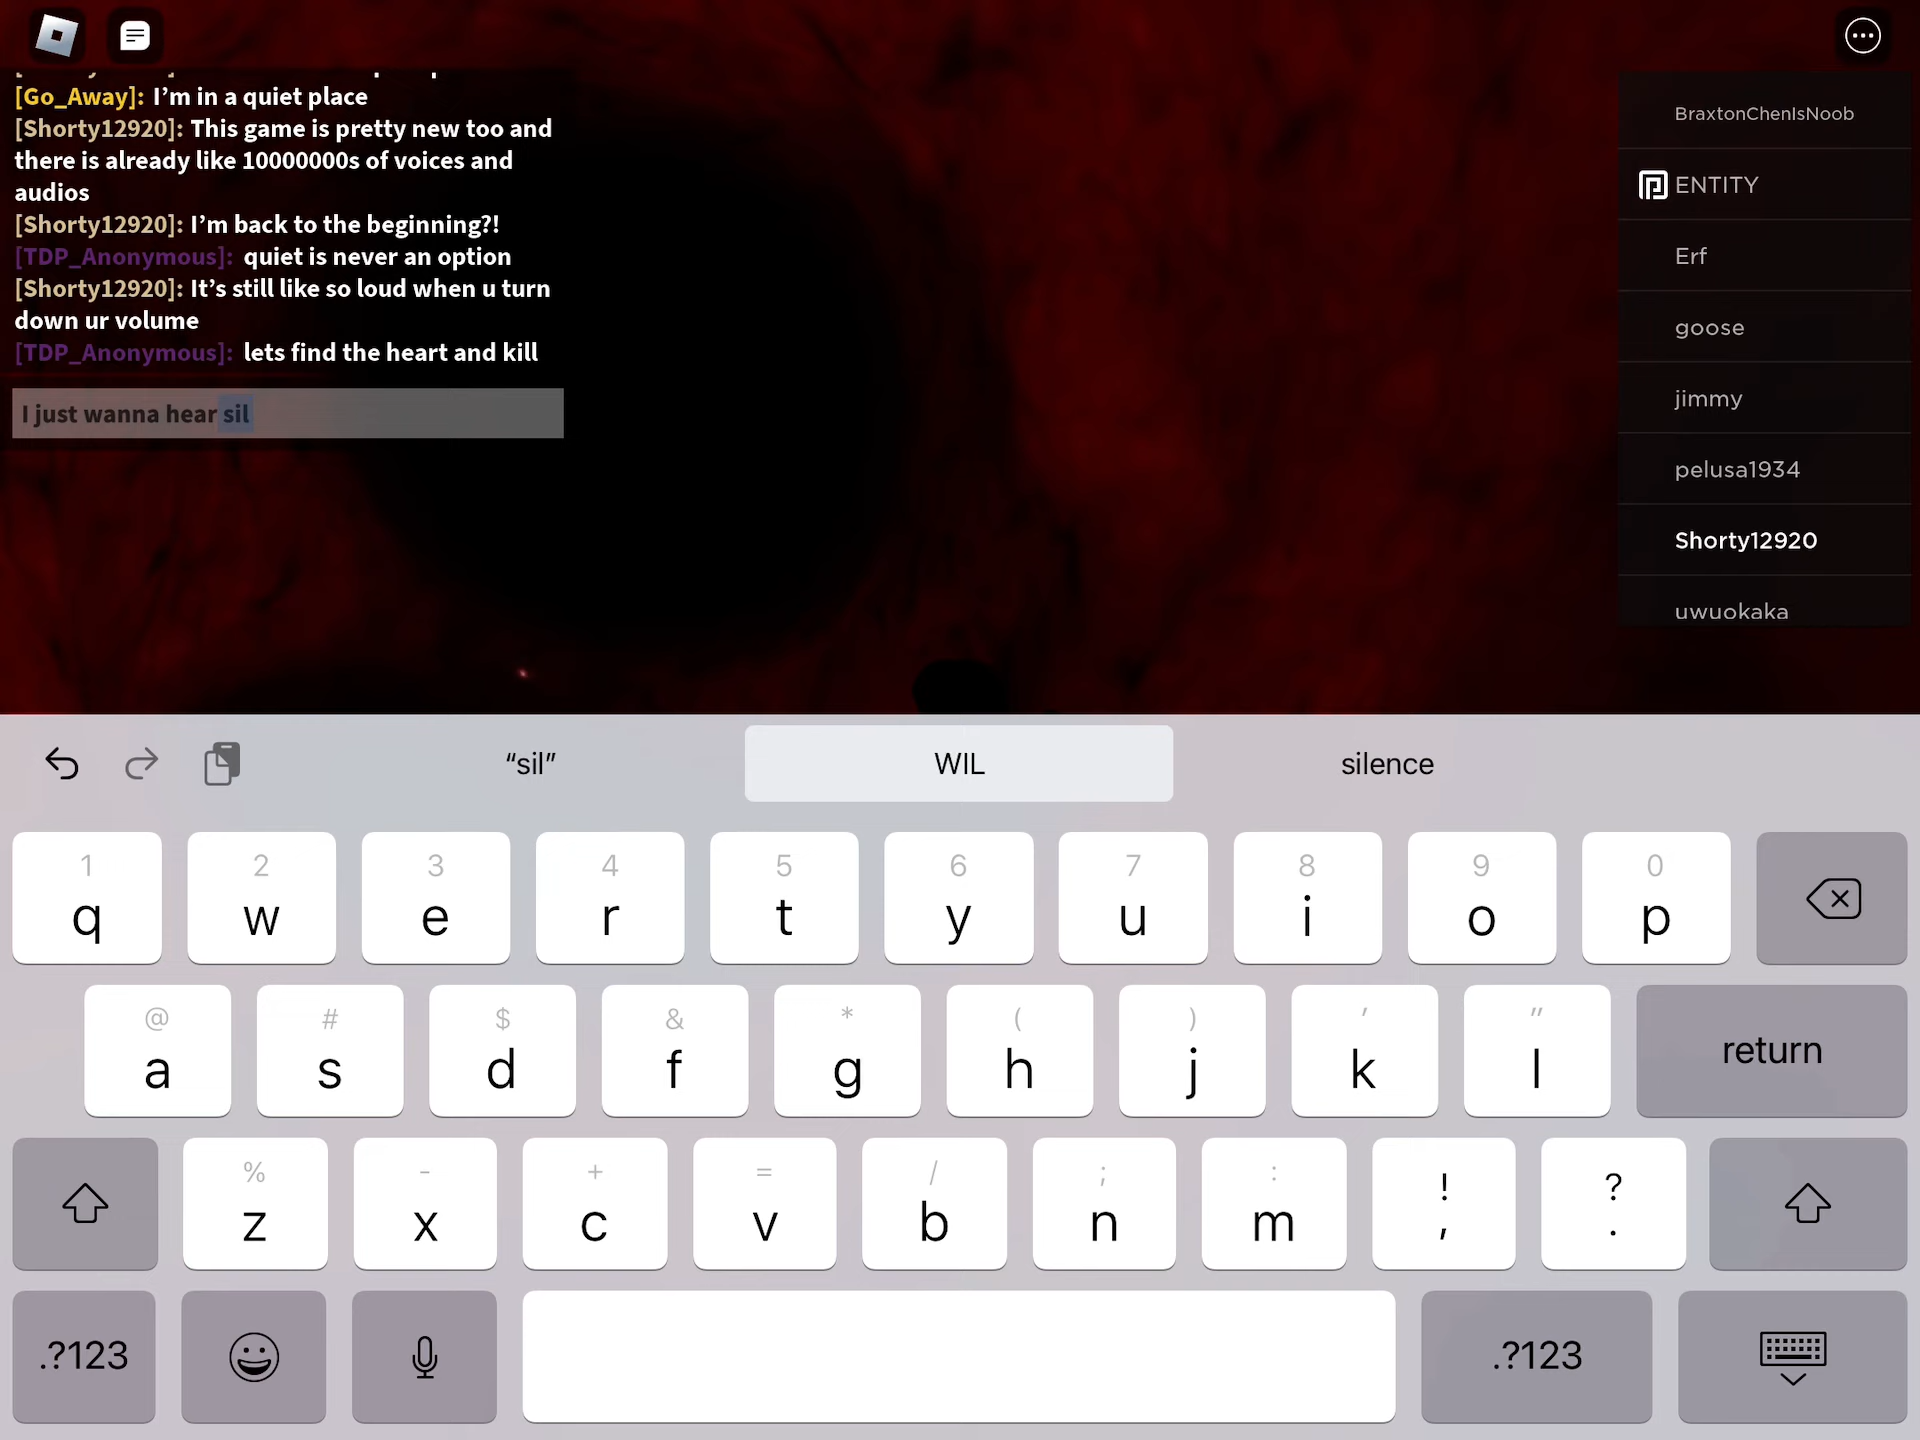 [Go_Away]: I'm in a quiet place
[Shorty12920]: This game is pretty new too and
there is already like 10000000s of voices and
audios
[Shorty12920]: I'm back to the beginning?!
[TDP_Anonymous]: quiet is never an option
[Shorty12920]: It's still like so loud when u turn
down ur volume
[TDP_Anonymous]: lets find the heart and kill
I just wanna hear sil
BraxtonChenIsNoob
ENTITY
Erf
goose
jimmy
pelusa1934
Shorty12920
uwuokaka
“sil” WIL silence
1 2 3 4 5 6 7 8 9 0
q w e r t y u i o p
@ # $ & * ( ) ' "
a s d f g h j k l return
% - + = / ; : ! ?
z x c v b n m , .
.?123 .?123